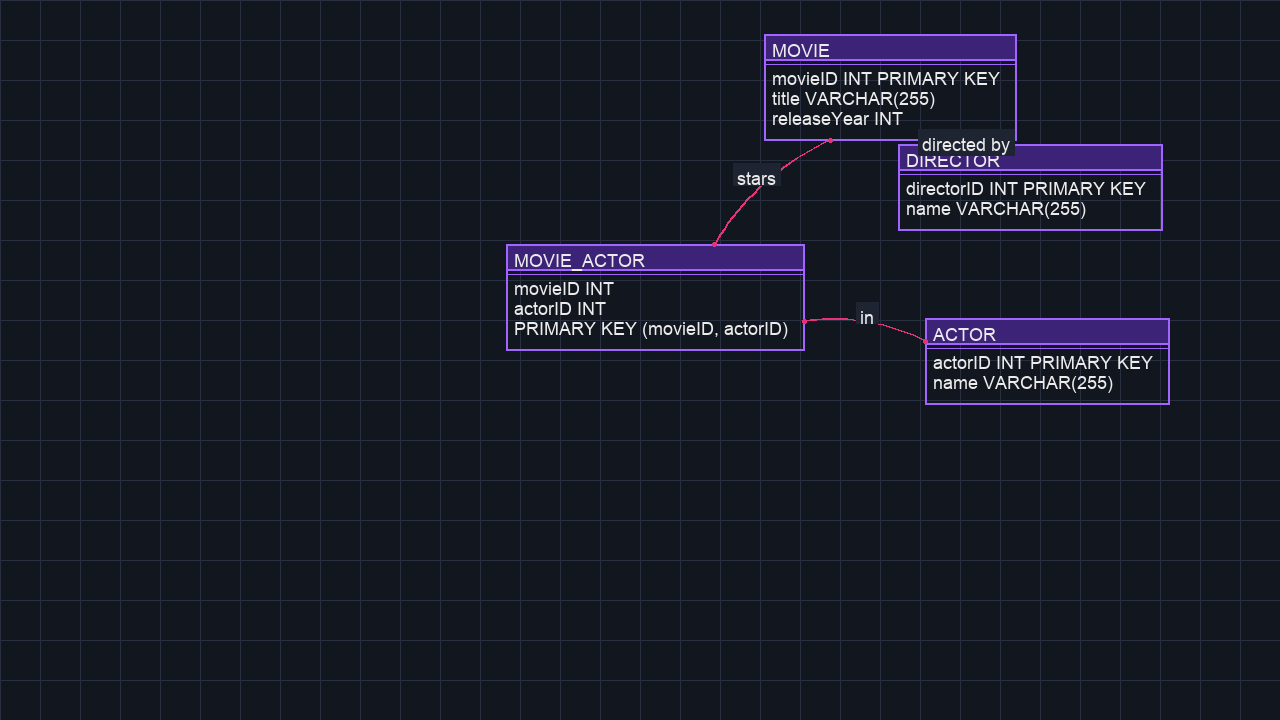 MOVIE
movieID INT PRIMARY KEY
title VARCHAR(255)
releaseYear INT
directed by
DIRECTOR
directorID INT PRIMARY KEY
name VARCHAR(255)
stars
MOVIE_ACTOR
movieID INT
actorID INT
PRIMARY KEY (movieID, actorID)
in
ACTOR
actorID INT PRIMARY KEY
name VARCHAR(255)